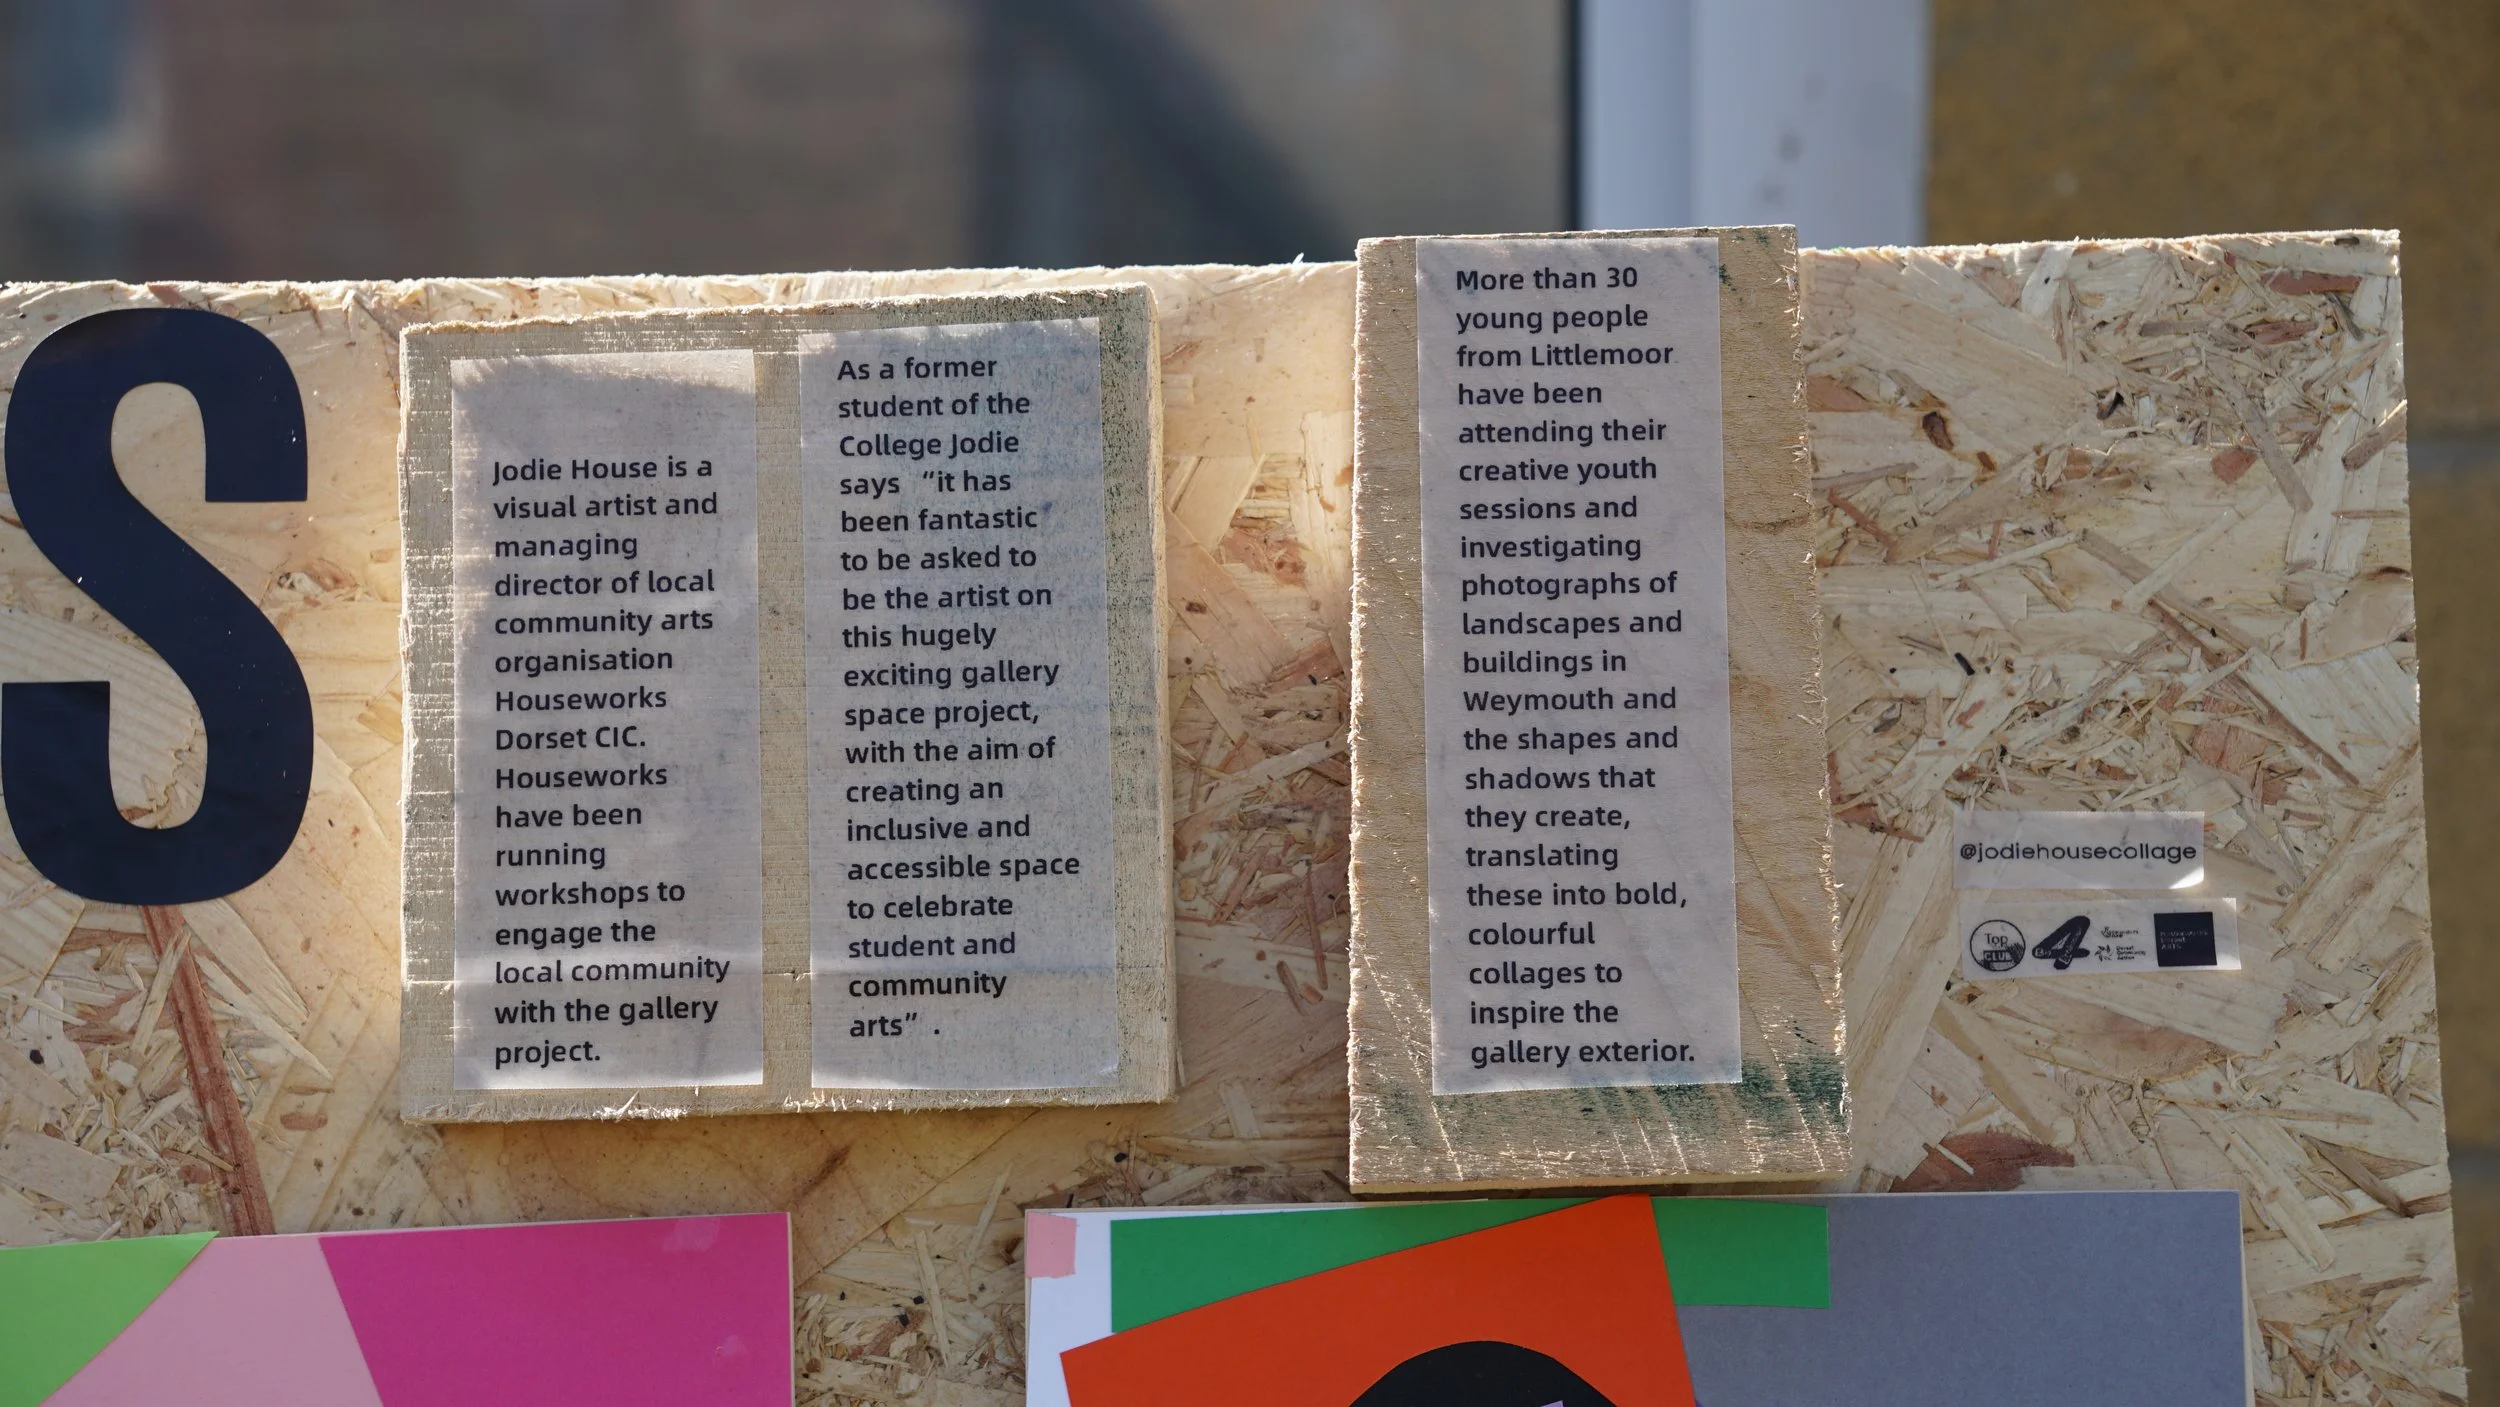 S
Jodie House is a
visual artist and
managing
director of local
community arts
organisation
Houseworks
Dorset CIC.
Houseworks
have been
running
workshops to
engage the
local community
with the gallery
project.
As a former
student of the
College Jodie
says “it has
been fantastic
to be asked to
be the artist on
this hugely
exciting gallery
space project,
with the aim of
creating an
inclusive and
accessible space
to celebrate
student and
community
arts” .
More than 30
young people
from Littlemoor
have been
attending their
creative youth
sessions and
investigating
photographs of
landscapes and
buildings in
Weymouth and
the shapes and
shadows that
they create,
translating
these into bold,
colourful
collages to
inspire the
gallery exterior.
@jodiehousecollage
Top
CLUB